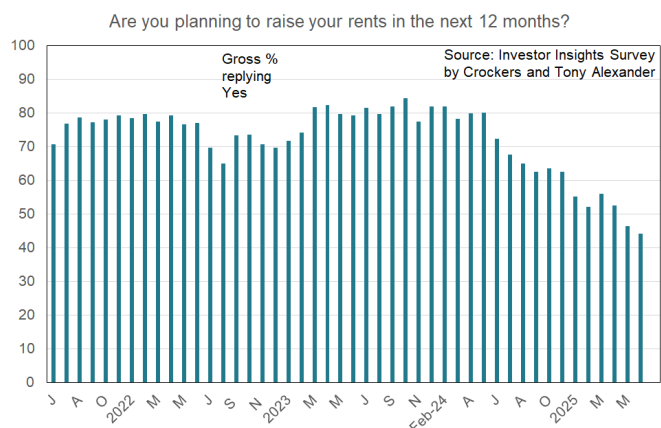 Are you planning to raise your rents in the next 12 months?
Gross %
replying
Yes
Source: Investor Insights Survey
by Crockers and Tony Alexander
100
90
80
70
60
50
40
30
20
10
0
J A O 2022 M M J S N 2023 M M J S N Feb-24 A J A O 2025 M M